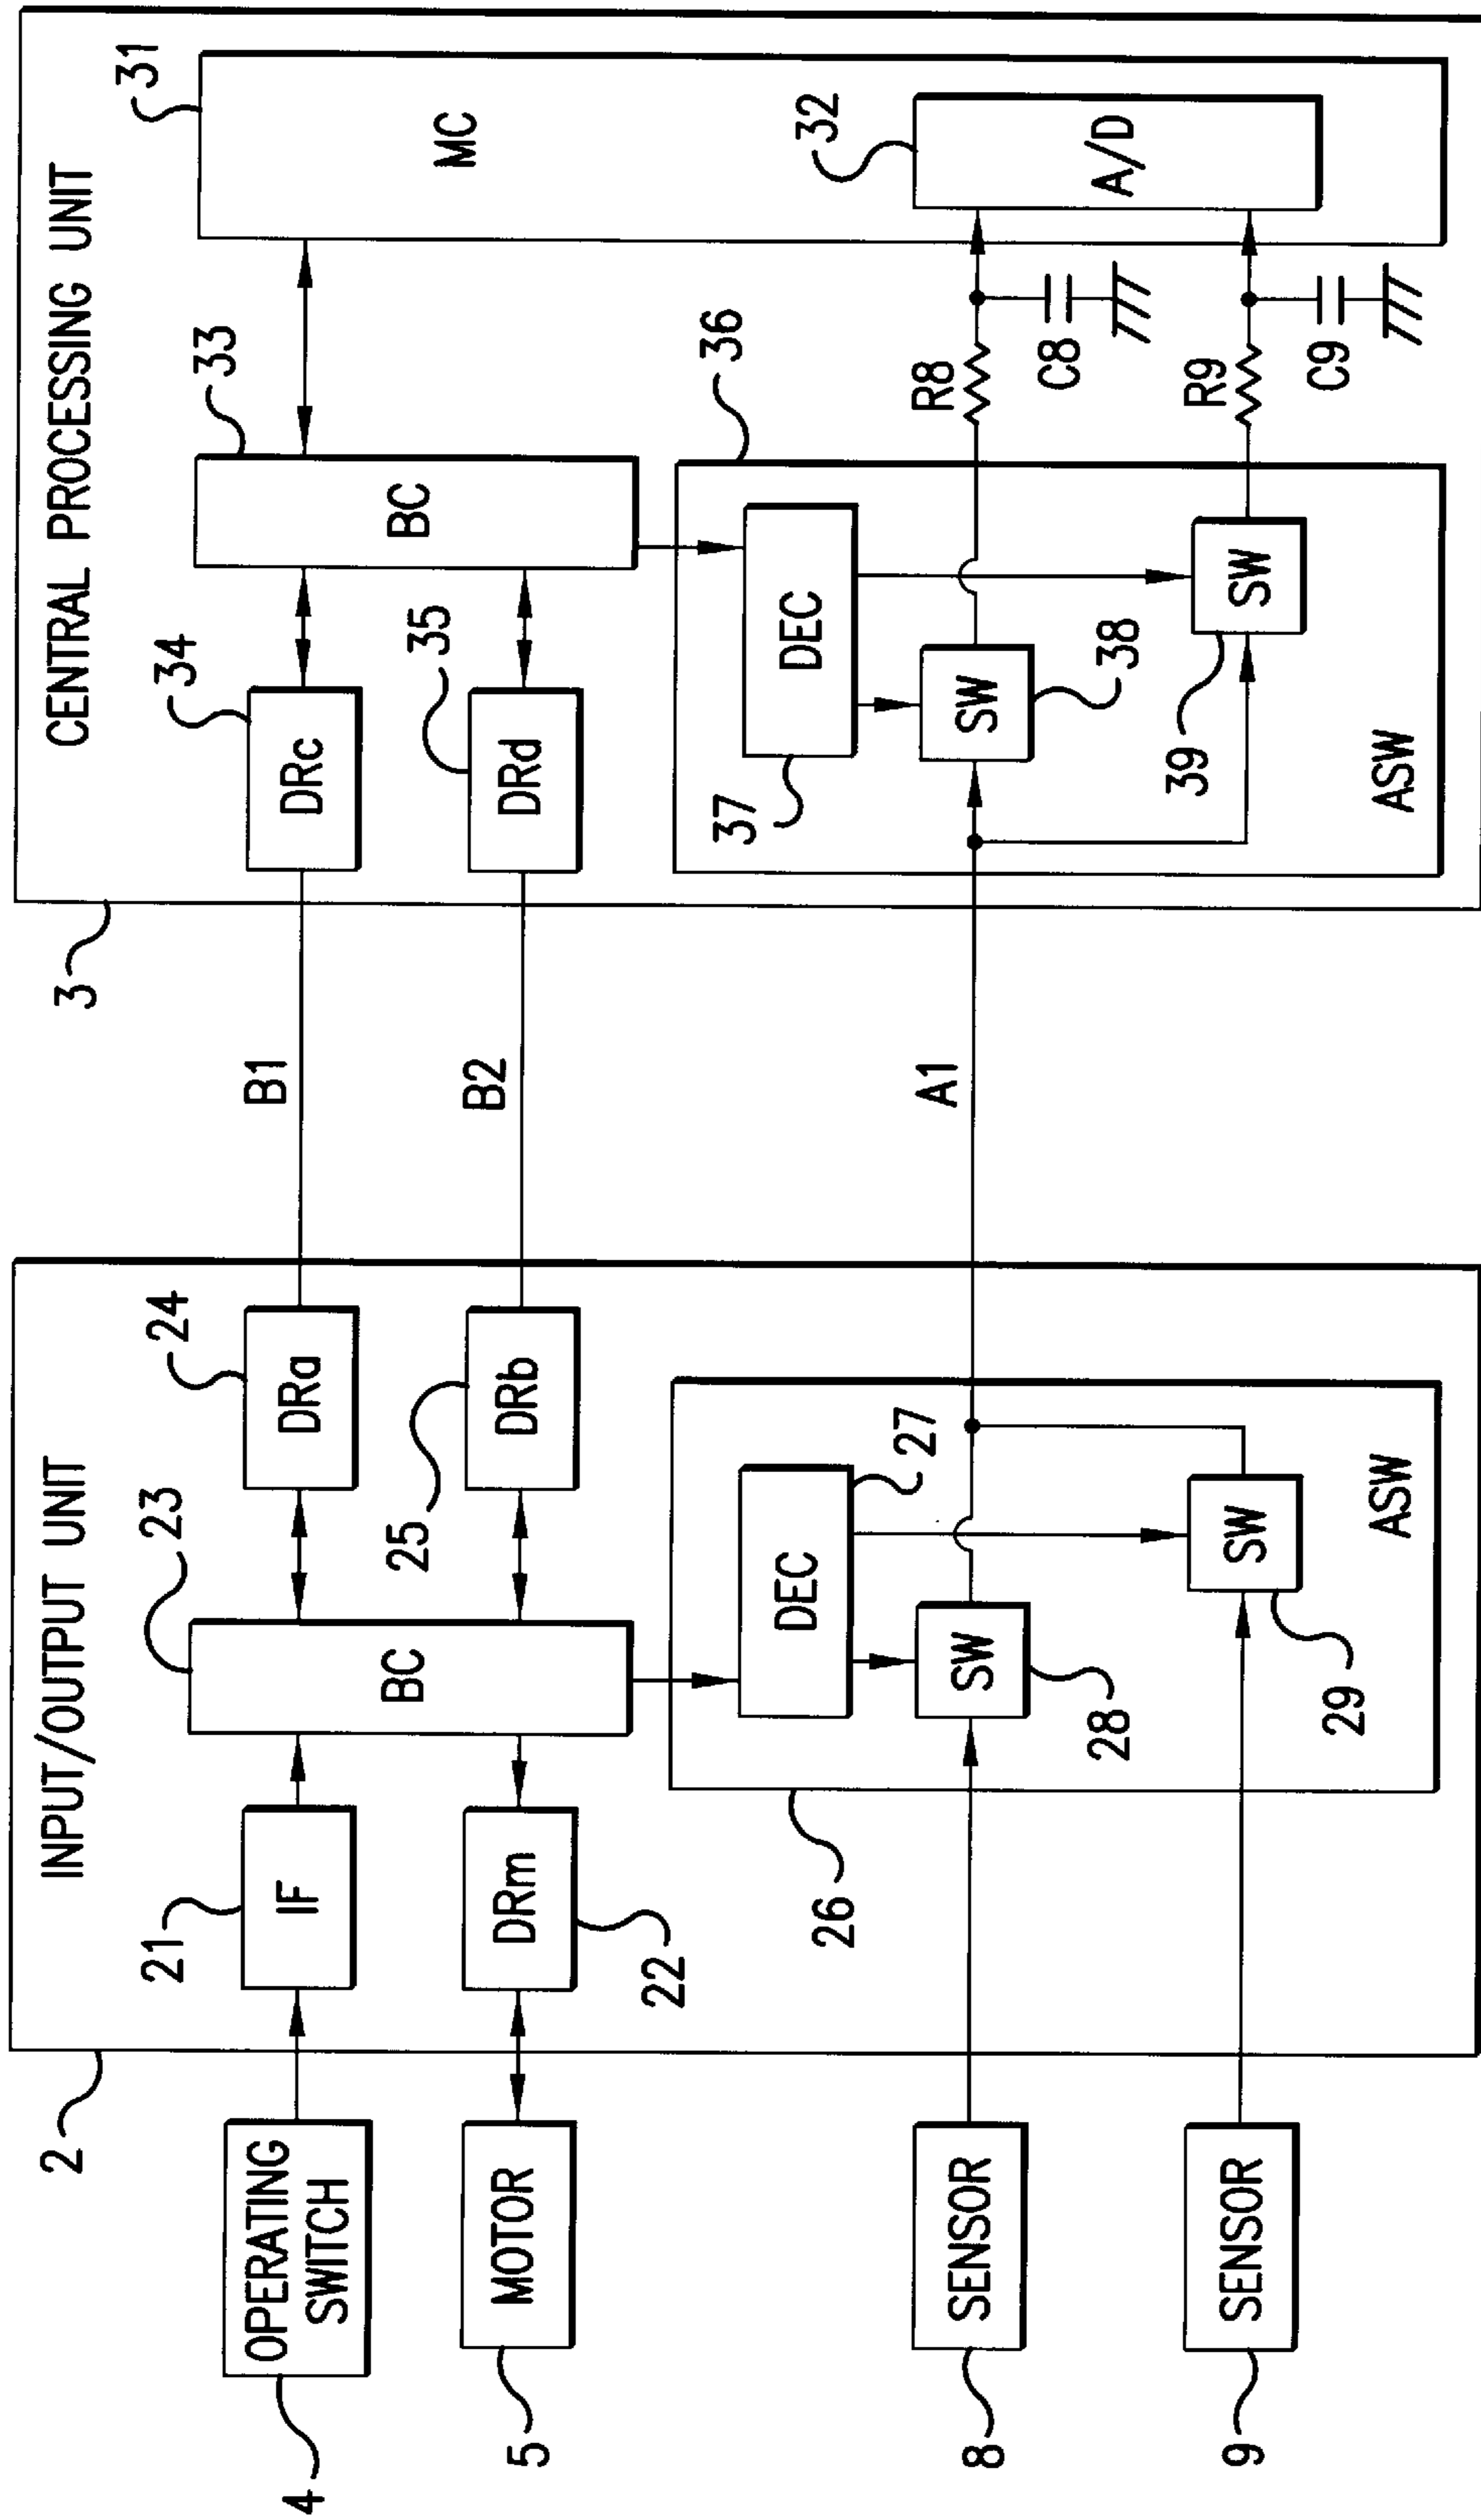 INPUT/OUTPUT UNIT
2
OPERATING
SWITCH
4
MOTOR
5
SENSOR
8
SENSOR
9
21
IF
DRm
22
23
BC
24
DRa
25
DRb
26
DEC
27
SW
28
SW
29
ASW
B1
B2
A1
CENTRAL PROCESSING UNIT
3
34
DRc
35
DRd
33
BC
36
37
DEC
SW
38
39
SW
ASW
R8
C8
R9
C9
31
MC
32
A/D